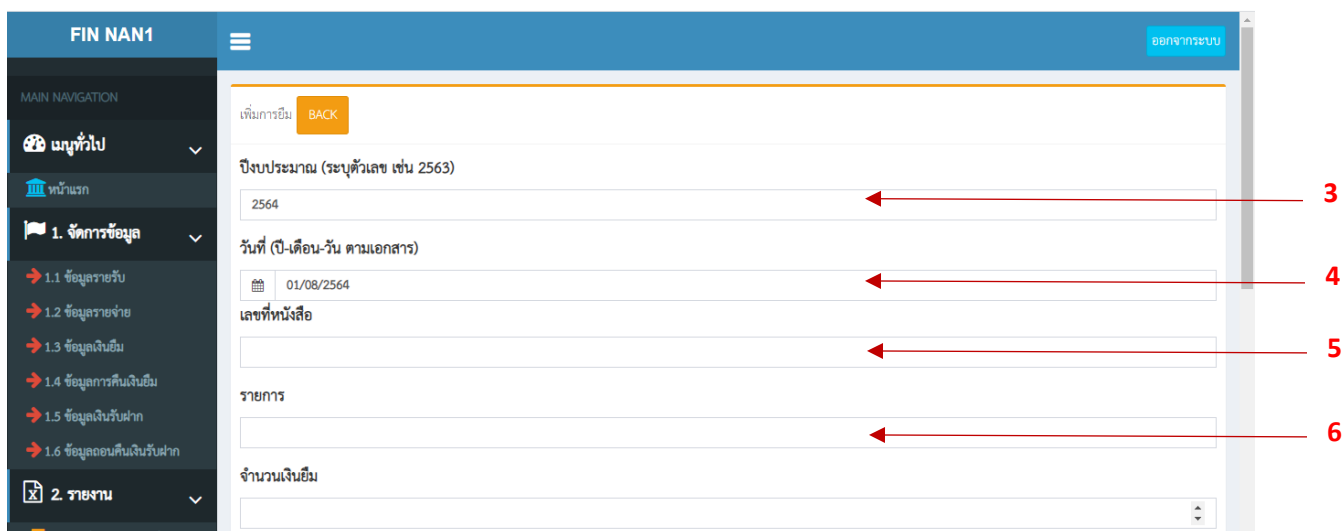 FIN NAN1
ออกจากระบบ
MAIN NAVIGATION
เมนูทั่วไป
หน้าแรก
1. จัดการข้อมูล
1.1 ข้อมูลรายรับ
1.2 ข้อมูลรายจ่าย
1.3 ข้อมูลเงินยืม
1.4 ข้อมูลการคืนเงินยืม
1.5 ข้อมูลเงินรับฝาก
1.6 ข้อมูลถอนคืนเงินรับฝาก
2. รายงาน
เพิ่มการยืม BACK
ปีงบประมาณ (ระบุตัวเลข เช่น 2563)
2564
3
วันที่ (ปี-เดือน-วัน ตามเอกสาร)
01/08/2564
4
เลขที่หนังสือ
5
รายการ
6
จำนวนเงินยืม